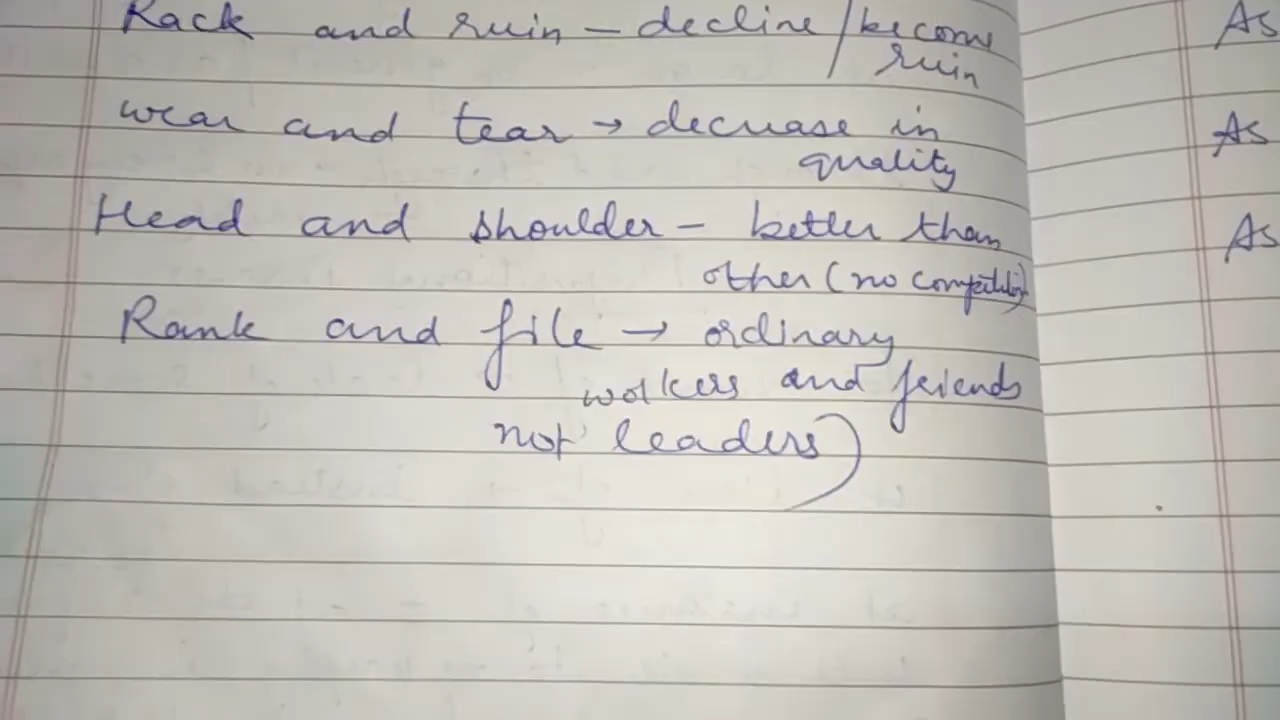 Rack and ruin – decline / become
ruin
wear and tear → decrease in
quality
Head and shoulder – better than
other (no competition)
Rank and file → ordinary
workers and friends
not leaders)
As
As
As